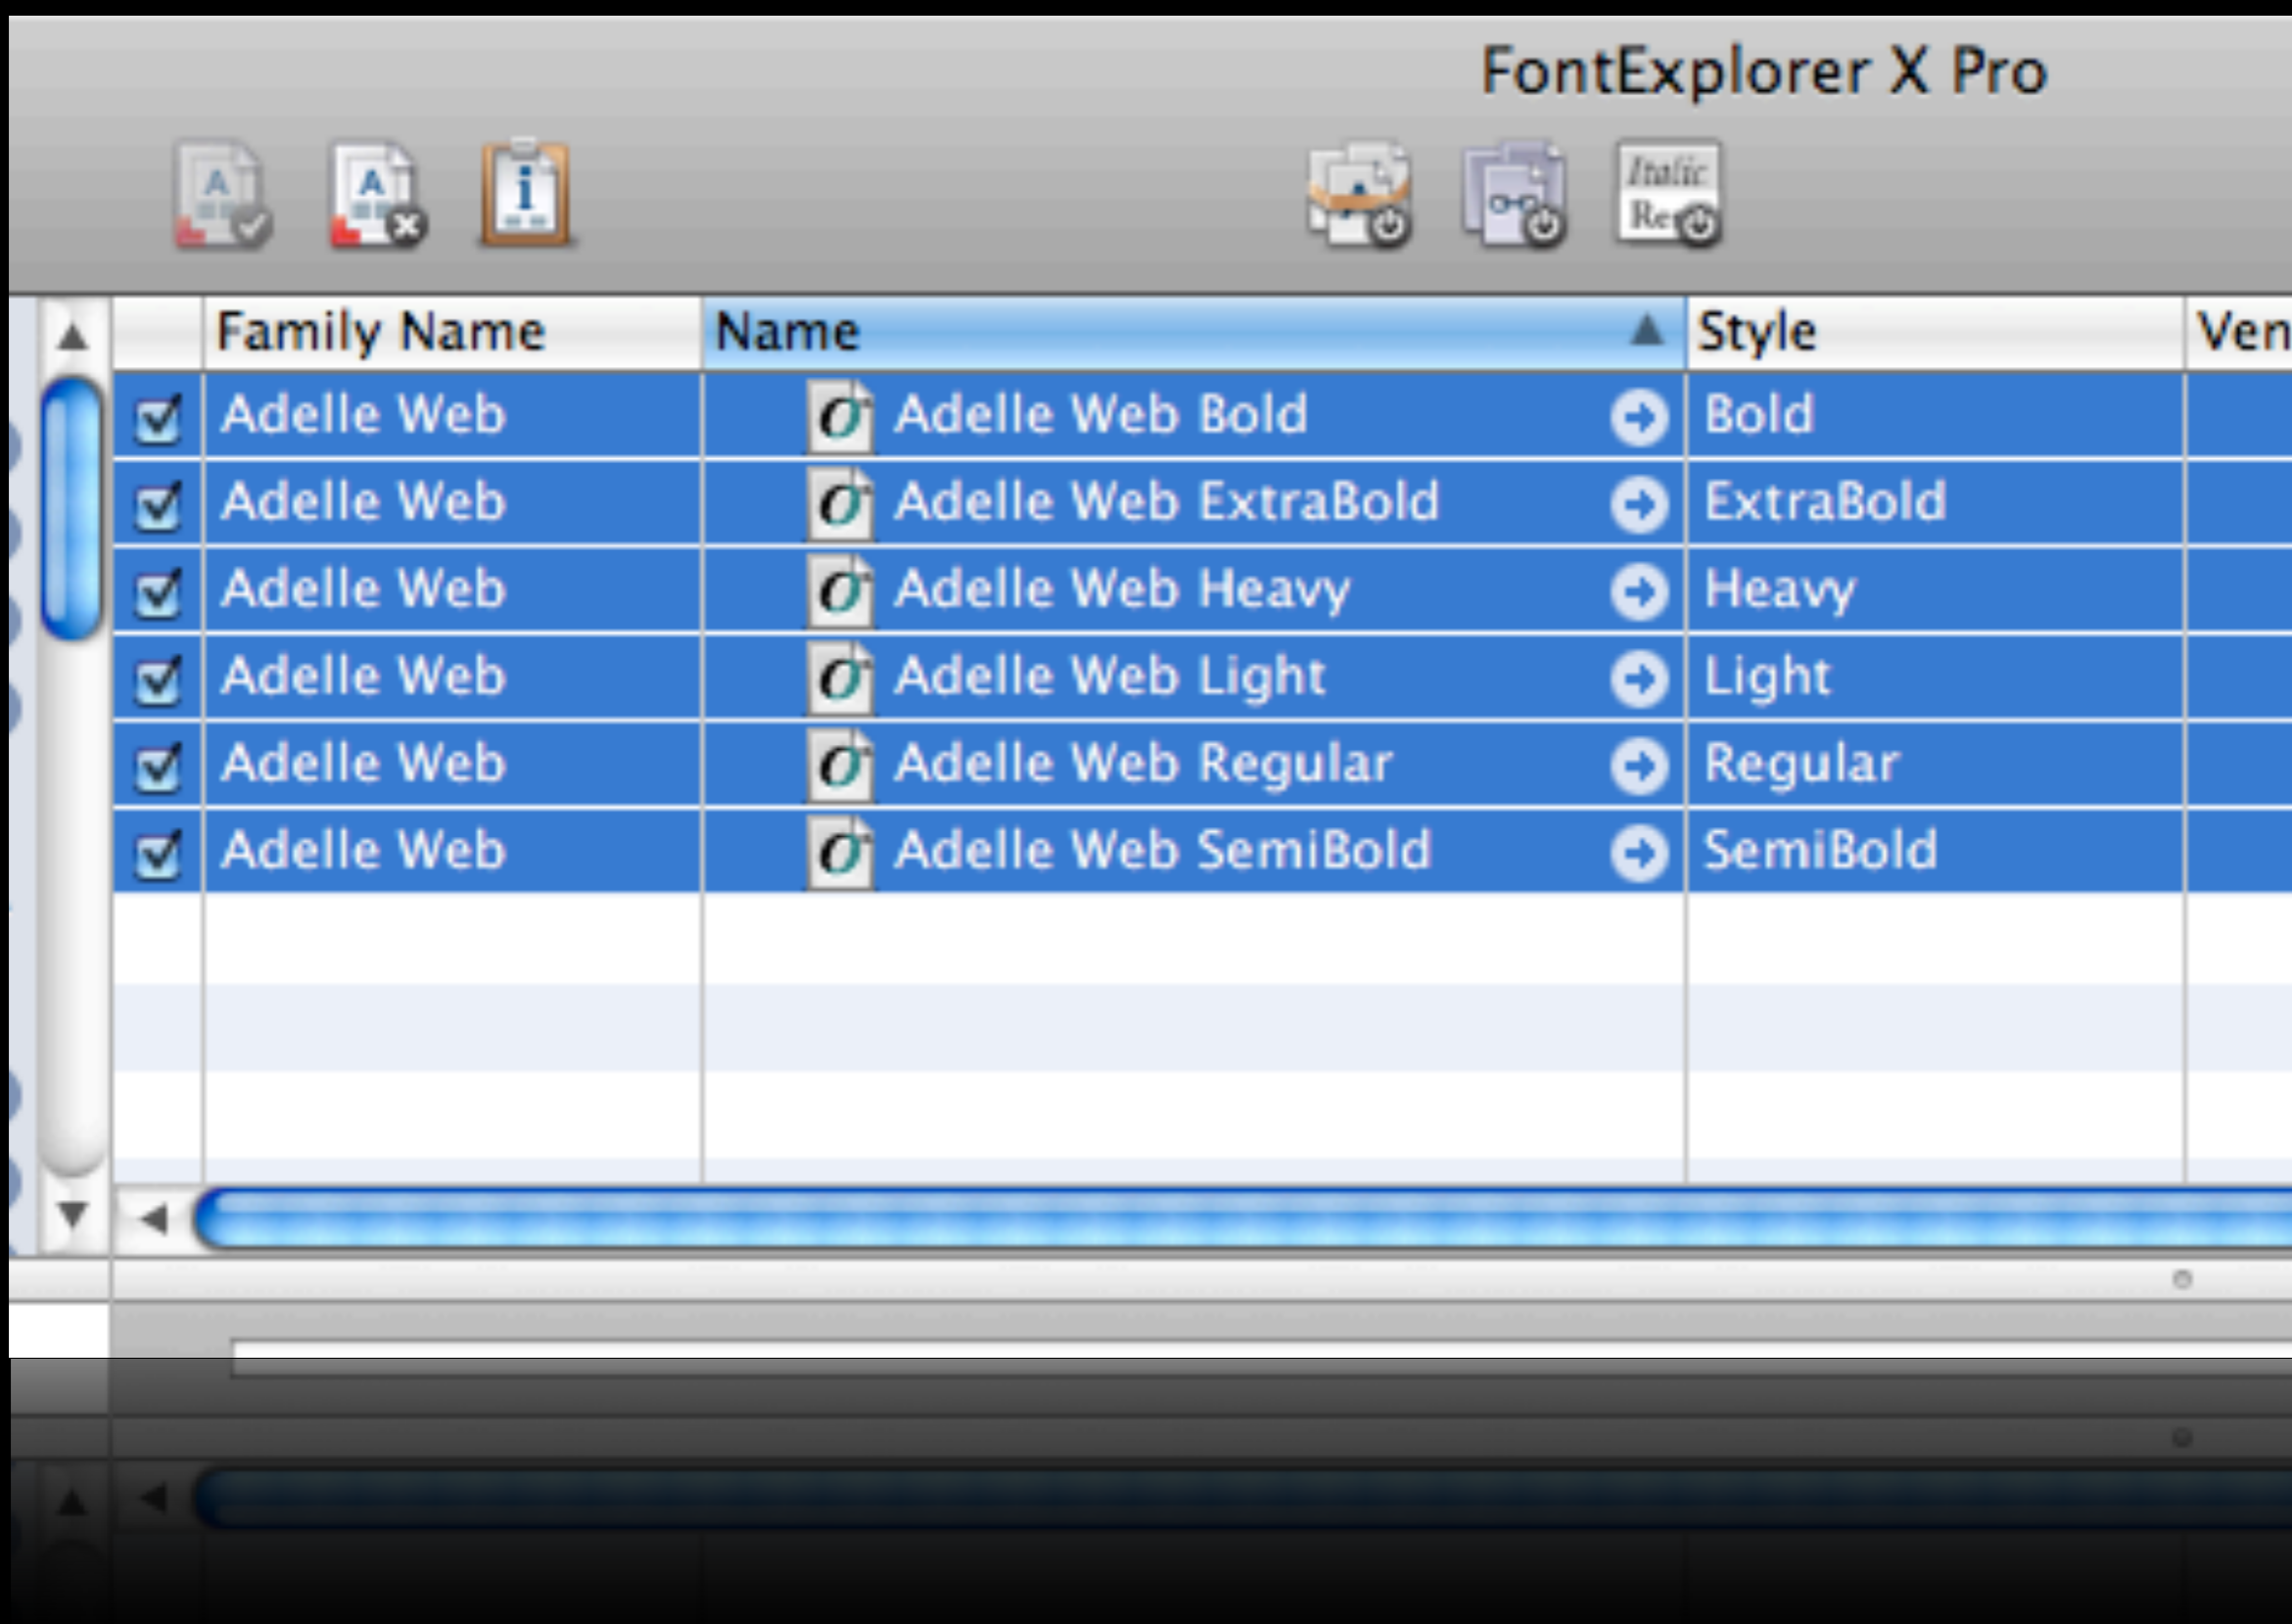 FontExplorer X Pro
A A i Italic
Re
Family Name Name Style Ven
Adelle Web O Adelle Web Bold Bold
Adelle Web O Adelle Web ExtraBold ExtraBold
Adelle Web O Adelle Web Heavy Heavy
Adelle Web O Adelle Web Light Light
Adelle Web O Adelle Web Regular Regular
Adelle Web O Adelle Web SemiBold SemiBold